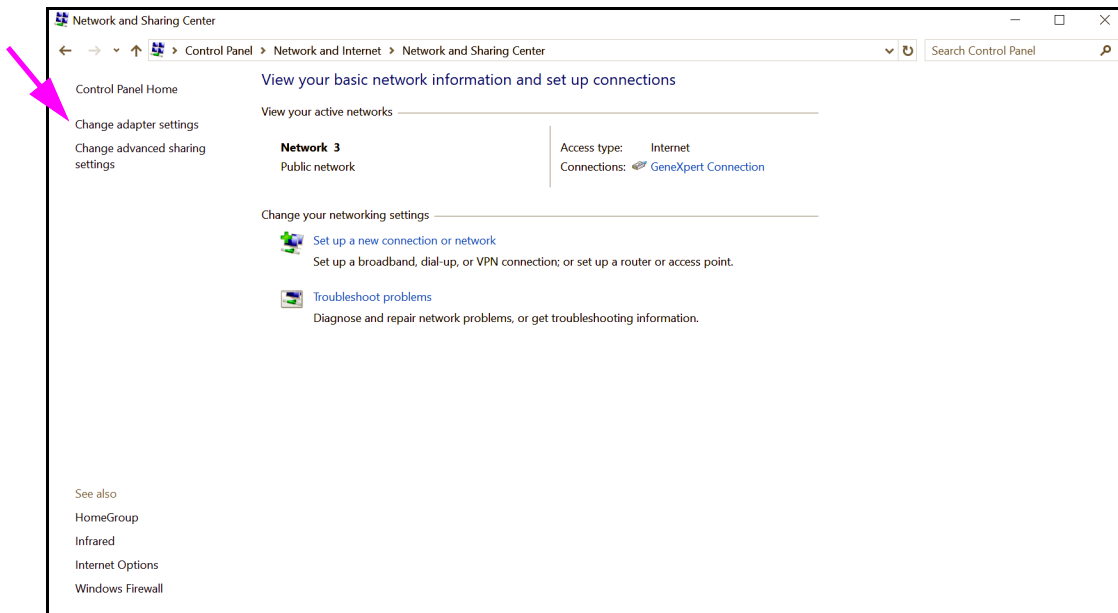 Network and Sharing Center
Control Panel > Network and Internet > Network and Sharing Center
Search Control Panel
Control Panel Home
Change adapter settings
Change advanced sharing
settings
View your basic network information and set up connections
View your active networks
Network 3
Public network
Access type: Internet
Connections: GeneXpert Connection
Change your networking settings
Set up a new connection or network
Set up a broadband, dial-up, or VPN connection; or set up a router or access point.
Troubleshoot problems
Diagnose and repair network problems, or get troubleshooting information.
See also
HomeGroup
Infrared
Internet Options
Windows Firewall